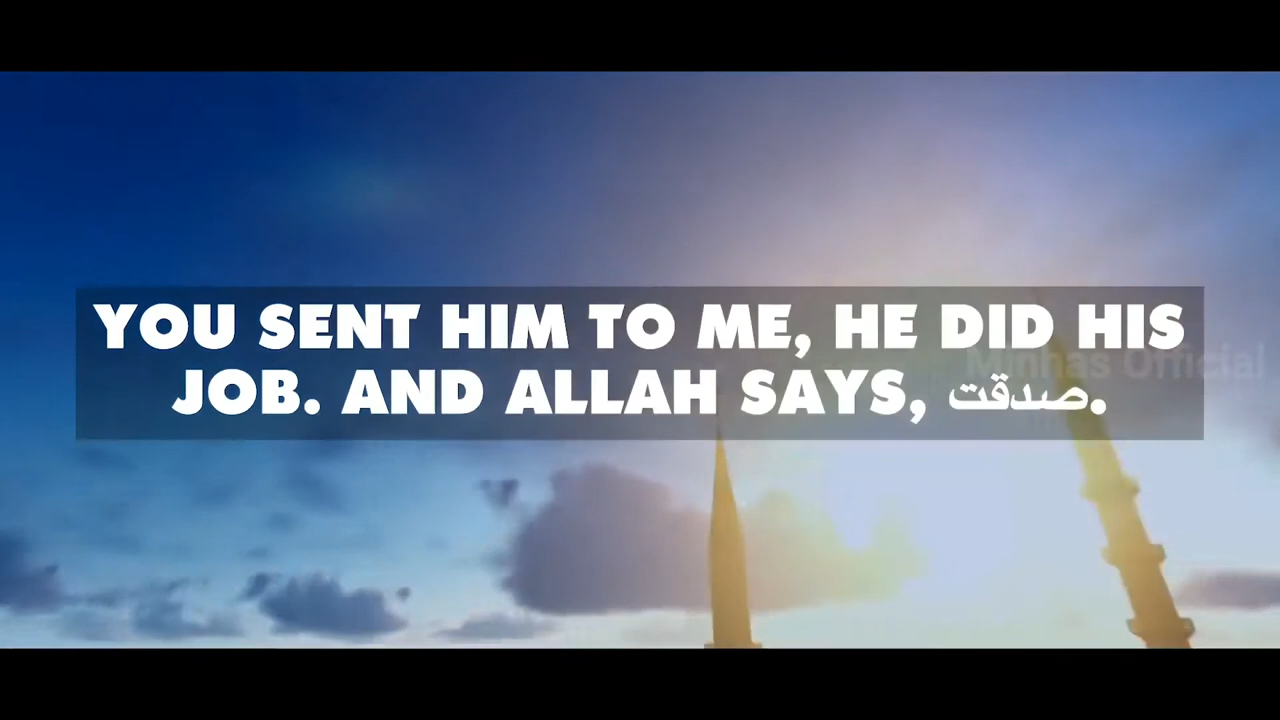 YOU SENT HIM TO ME, HE DID HIS
JOB. AND ALLAH SAYS, صدقت.
Minhas Official